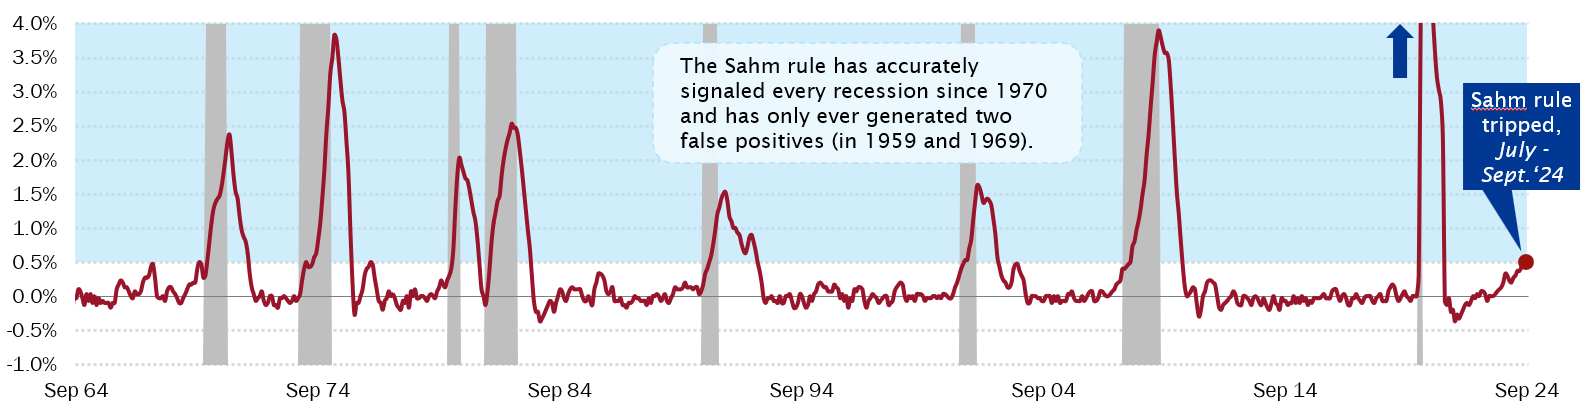 4.0%
3.5%
3.0%
2.5%
2.0%
1.5%
1.0%
0.5%
0.0%
-0.5%
-1.0%
The Sahm rule has accurately
signaled every recession since 1970
and has only ever generated two
false positives (in 1959 and 1969).
Sahm rule
tripped,
July -
Sept.‘24
Sep 64
Sep 74
Sep 84
Sep 94
Sep 04
Sep 14
Sep 24